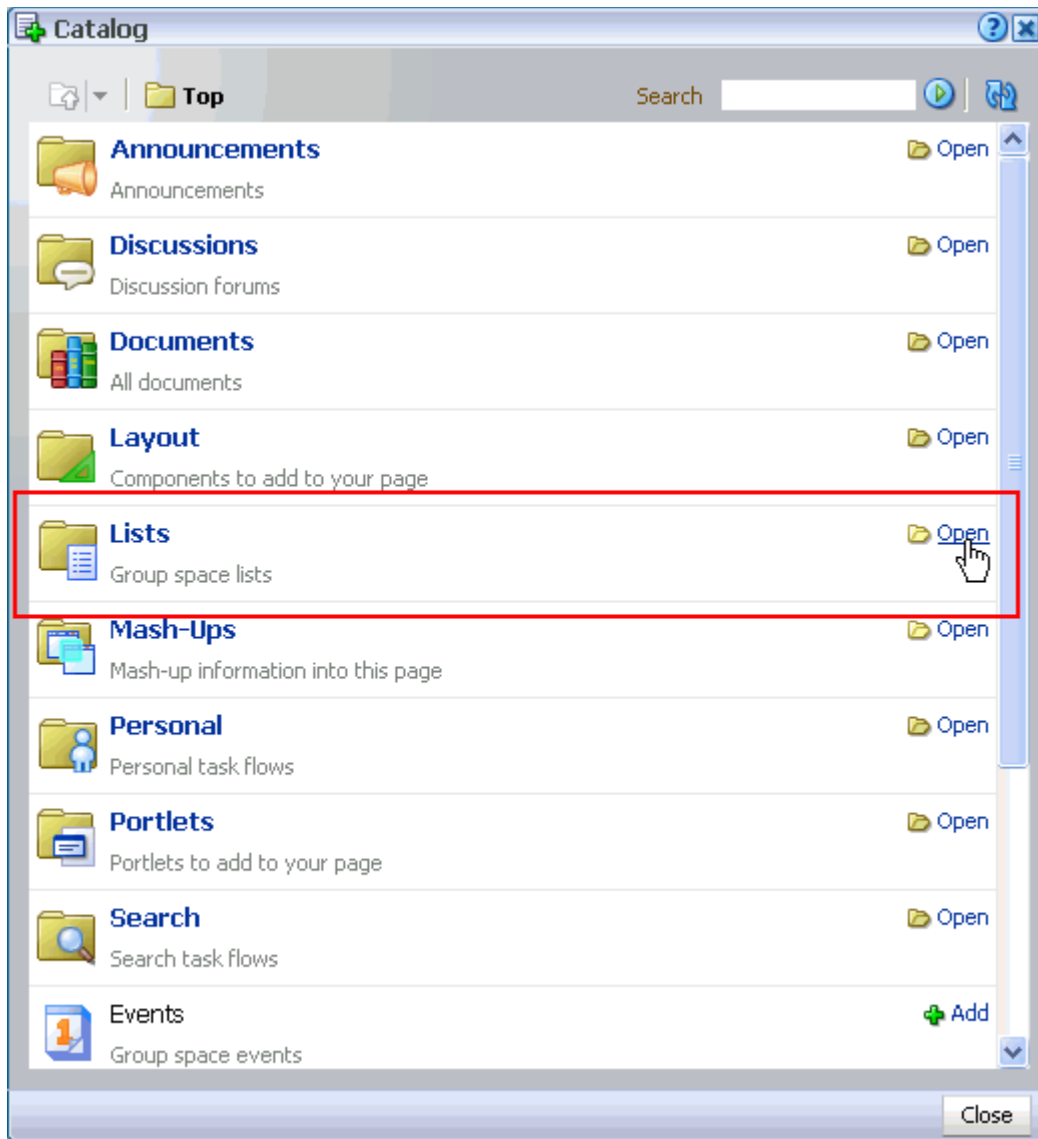 Catalog
Top
Search
Announcements
Open
Announcements
Discussions
Open
Discussion forums
Documents
Open
All documents
Layout
Open
Components to add to your page
Lists
Open
Group space lists
Mash-Ups
Open
Mash-up information into this page
Personal
Open
Personal task flows
Portlets
Open
Portlets to add to your page
Search
Open
Search task flows
Events
Add
Group space events
Close